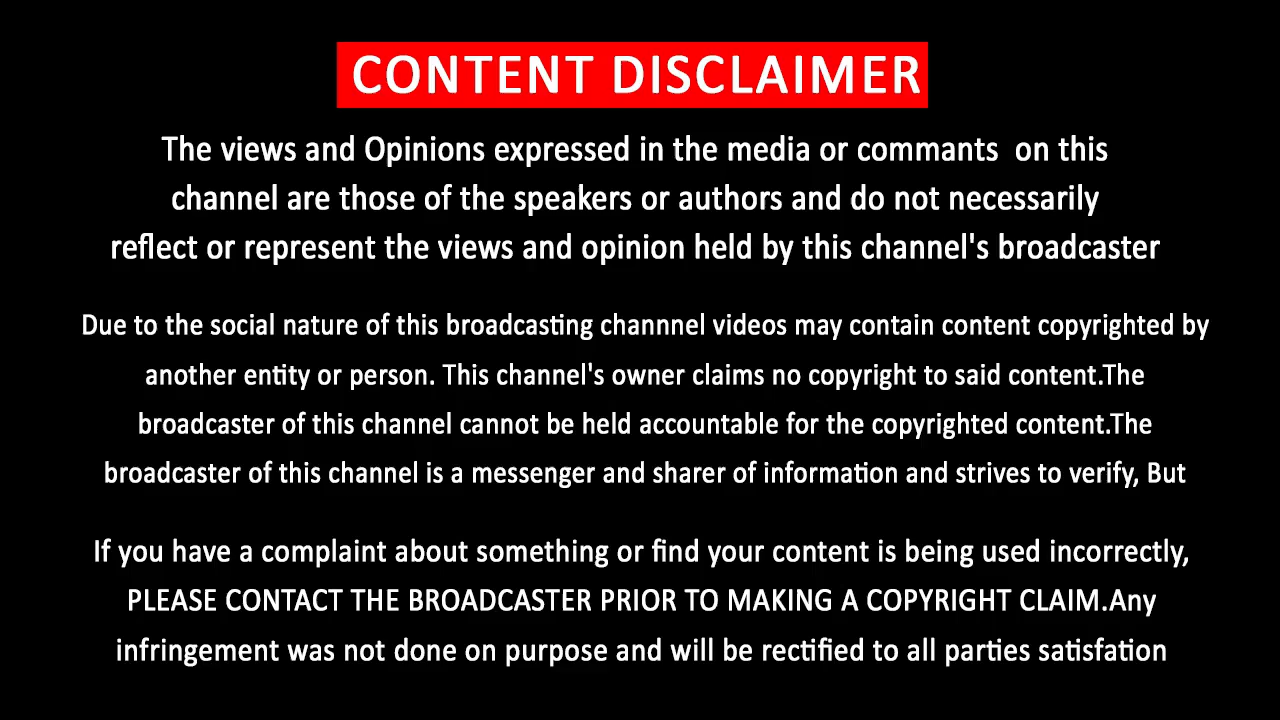 CONTENT DISCLAIMER
The views and Opinions expressed in the media or commants  on this
channel are those of the speakers or authors and do not necessarily
reflect or represent the views and opinion held by this channel's broadcaster
Due to the social nature of this broadcasting channnel videos may contain content copyrighted by
another entity or person. This channel's owner claims no copyright to said content.The
broadcaster of this channel cannot be held accountable for the copyrighted content.The
broadcaster of this channel is a messenger and sharer of information and strives to verify, But
If you have a complaint about something or find your content is being used incorrectly,
PLEASE CONTACT THE BROADCASTER PRIOR TO MAKING A COPYRIGHT CLAIM.Any
infringement was not done on purpose and will be rectified to all parties satisfation